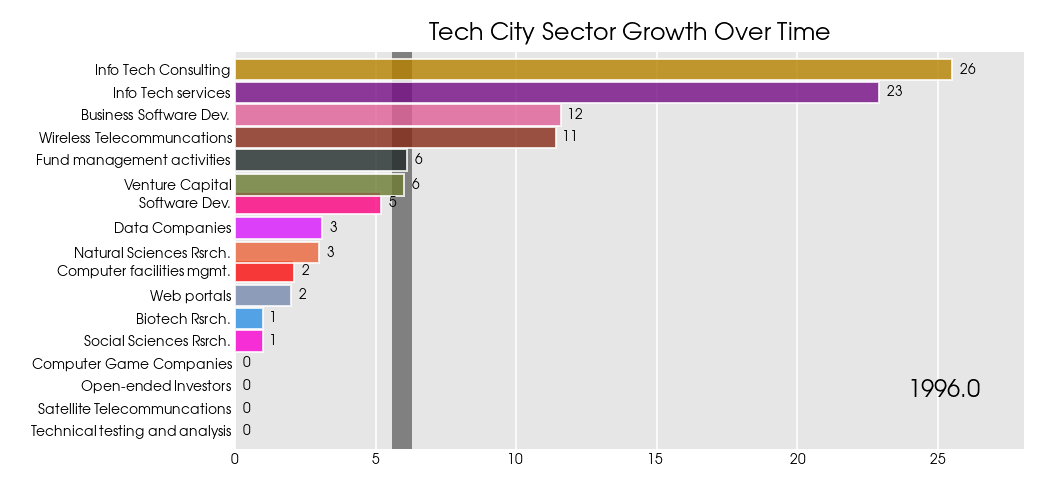 Tech City Sector Growth Over Time
Info Tech Consulting 26
Info Tech services 23
Business Software Dev. 12
Wireless Telecommuncations 11
Fund management activities 6
Venture Capital 6
Software Dev. 5
Data Companies 3
Natural Sciences Rsrch. 3
Computer facilities mgmt. 2
Web portals 2
Biotech Rsrch. 1
Social Sciences Rsrch. 1
Computer Game Companies 0
Open-ended Investors 0
1996.0
Satellite Telecommuncations 0
Technical testing and analysis 0
0 5 10 15 20 25